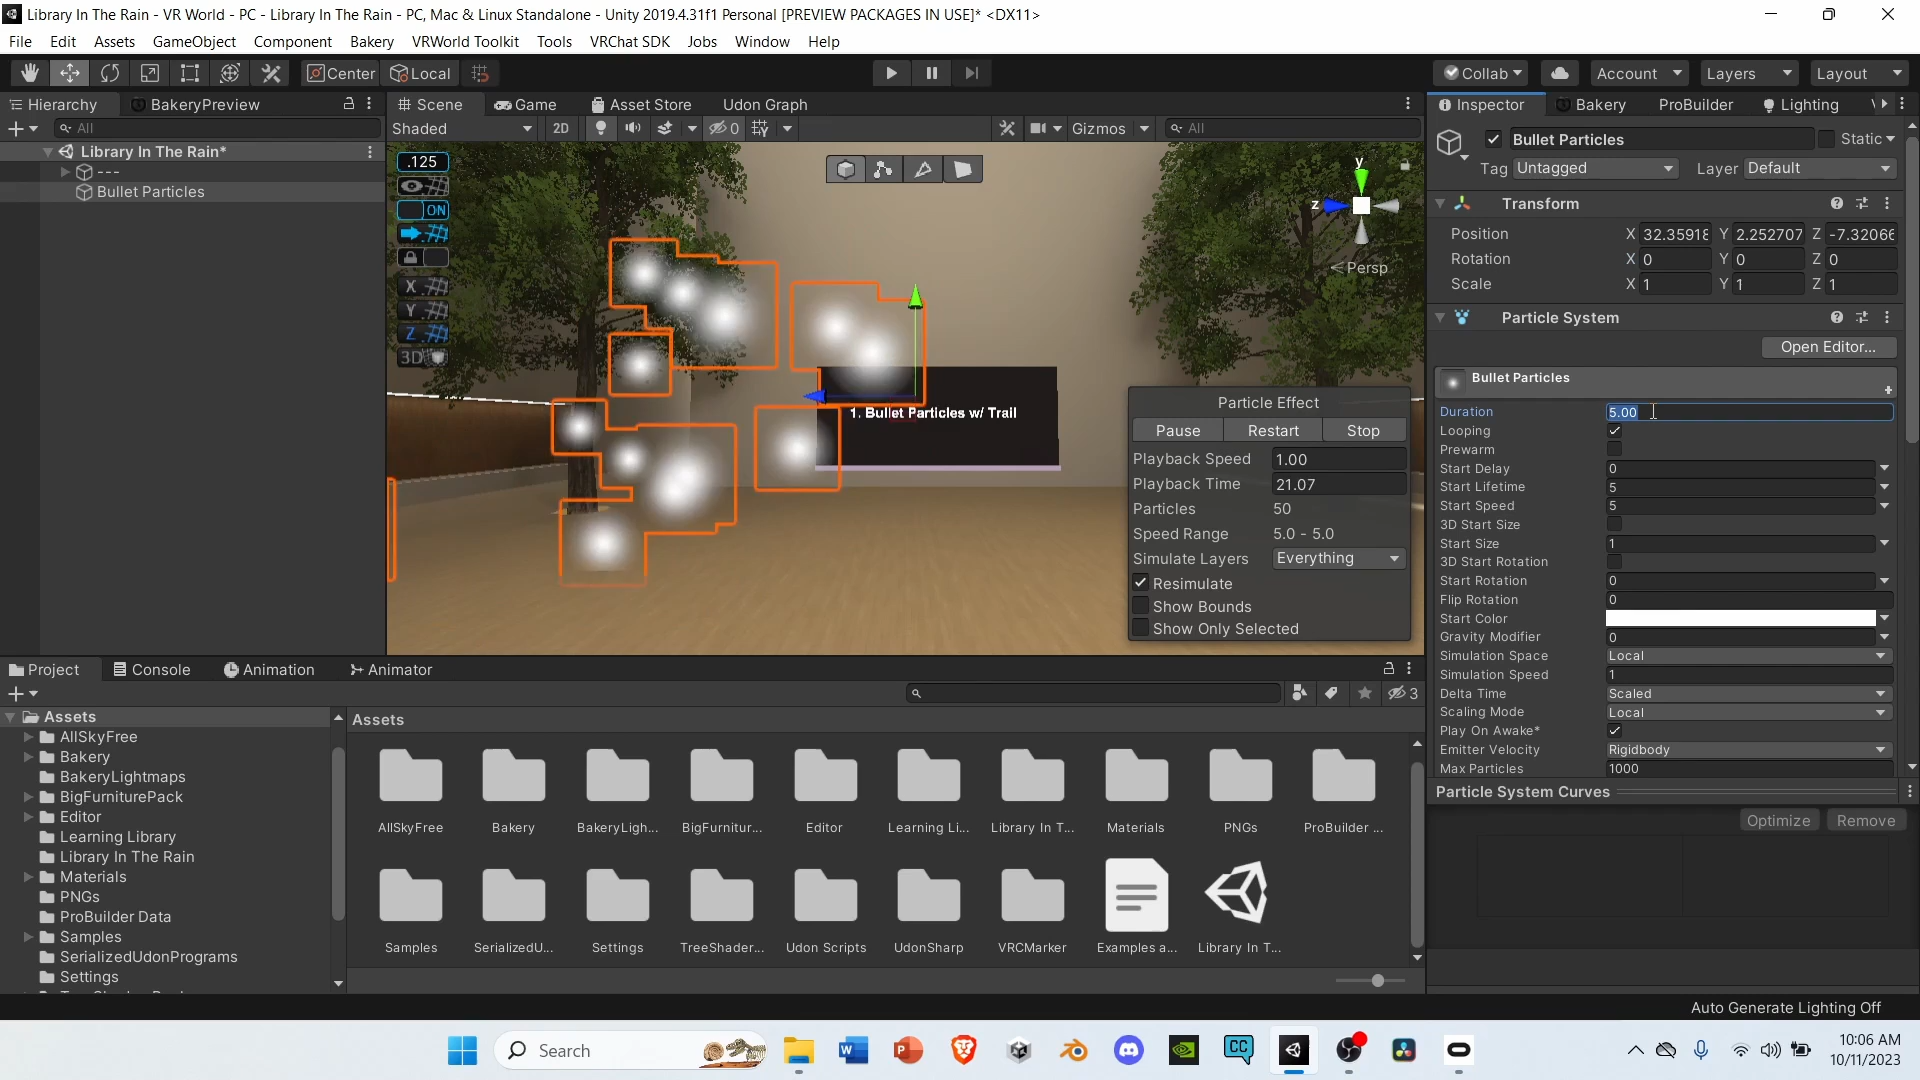 Library In The Rain - VR World - PC - Library In The Rain - PC, Mac & Linux Standalone - Unity 2019.4.31f1 Personal [PREVIEW PACKAGES IN USE]* <DX11>
File Edit Assets GameObject Component Bakery VRWorld Toolkit Tools VRChat SDK Jobs Window Help
Center Local Collab Account Layers Layout
Hierarchy BakeryPreview
All
Library In The Rain*
---
Bullet Particles
Scene Game Asset Store Udon Graph
Shaded 2D 0 Gizmos All
.125
ON
X
Y
Z
3D
y
z
Persp
1. Bullet Particles w/ Trail
Particle Effect
Pause Restart Stop
Playback Speed 1.00
Playback Time 21.07
Particles 50
Speed Range 5.0 - 5.0
Simulate Layers Everything
Resimulate
Show Bounds
Show Only Selected
Inspector Bakery ProBuilder Lighting
Bullet Particles Static
Tag Untagged Layer Default
Transform
Position X 32.35918 Y 2.252707 Z -7.32066
Rotation X 0 Y 0 Z 0
Scale X 1 Y 1 Z 1
Particle System
Open Editor...
Bullet Particles
Duration 5.00
Looping
Prewarm
Start Delay 0
Start Lifetime 5
Start Speed 5
3D Start Size
Start Size 1
3D Start Rotation
Start Rotation 0
Flip Rotation 0
Start Color
Gravity Modifier 0
Simulation Space Local
Simulation Speed 1
Delta Time Scaled
Scaling Mode Local
Play On Awake*
Emitter Velocity Rigidbody
Max Particles 1000
Particle System Curves
Optimize Remove
Project Console Animation Animator
3
Assets
AllSkyFree
Bakery
BakeryLightmaps
BigFurniturePack
Editor
Learning Library
Library In The Rain
Materials
PNGs
ProBuilder Data
Samples
SerializedUdonPrograms
Settings
Assets
AllSkyFree Bakery BakeryLigh... BigFurnitur... Editor Learning Li... Library In T... Materials PNGs ProBuilder ...
Samples SerializedU... Settings TreeShader... Udon Scripts UdonSharp VRCMarker Examples a... Library In T...
Auto Generate Lighting Off
Search
CC
10:06 AM
10/11/2023